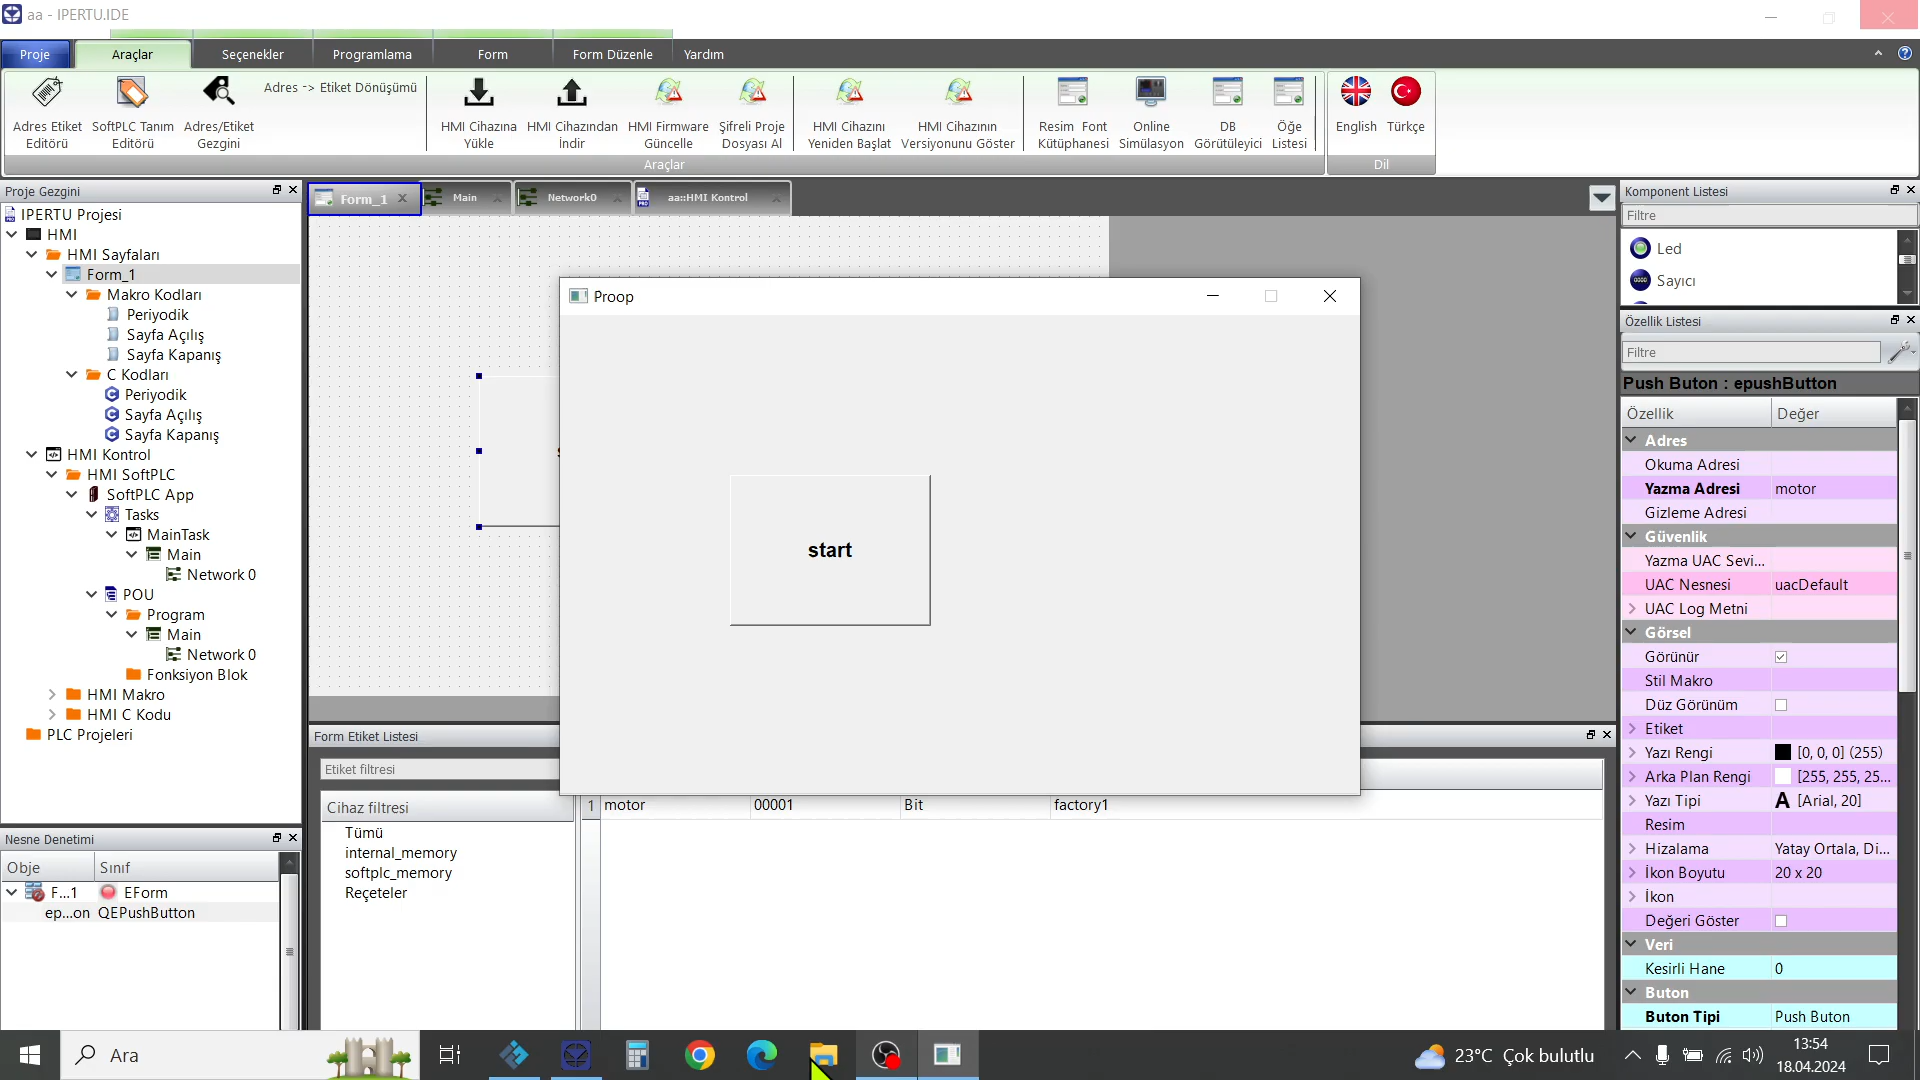 aa - IPERTU.IDE
Proje
Araçlar
Seçenekler
Programlama
Form
Form Düzenle
Yardım
Adres Etiket
Editörü
SoftPLC Tanım
Editörü
Adres/Etiket
Gezgini
Adres -> Etiket Dönüşümü
HMI Cihazına
Yükle
HMI Cihazından
İndir
HMI Firmware
Güncelle
Şifreli Proje
Dosyası Al
HMI Cihazını
Yeniden Başlat
HMI Cihazının
Versiyonunu Göster
Resim Font
Kütüphanesi
Online
Simülasyon
DB
Görütüleyici
Öğe
Listesi
English
Türkçe
Araçlar
Dil
Proje Gezgini
IPERTU Projesi
HMI
HMI Sayfaları
Form_1
Makro Kodları
Periyodik
Sayfa Açılış
Sayfa Kapanış
C Kodları
Periyodik
Sayfa Açılış
Sayfa Kapanış
HMI Kontrol
HMI SoftPLC
SoftPLC App
Tasks
MainTask
Main
Network 0
POU
Program
Main
Network 0
Fonksiyon Blok
HMI Makro
HMI C Kodu
PLC Projeleri
Nesne Denetimi
Obje
Sınıf
F...1
EForm
ep...on
QEPushButton
Form_1
Main
Network0
aa::HMI Kontrol
Proop
start
Form Etiket Listesi
Etiket filtresi
Cihaz filtresi
Tümü
internal_memory
softplc_memory
Reçeteler
1
motor
00001
Bit
factory1
Komponent Listesi
Filtre
Led
Sayıcı
Özellik Listesi
Filtre
Push Buton : epushButton
Özellik
Değer
Adres
Okuma Adresi
Yazma Adresi
motor
Gizleme Adresi
Güvenlik
Yazma UAC Sevi...
UAC Nesnesi
uacDefault
UAC Log Metni
Görsel
Görünür
Stil Makro
Düz Görünüm
Etiket
Yazı Rengi
[0, 0, 0] (255)
Arka Plan Rengi
[255, 255, 25...
Yazı Tipi
A [Arial, 20]
Resim
Hizalama
Yatay Ortala, Di...
İkon Boyutu
20 x 20
İkon
Değeri Göster
Veri
Kesirli Hane
0
Buton
Buton Tipi
Push Buton
Ara
23°C Çok bulutlu
13:54
18.04.2024